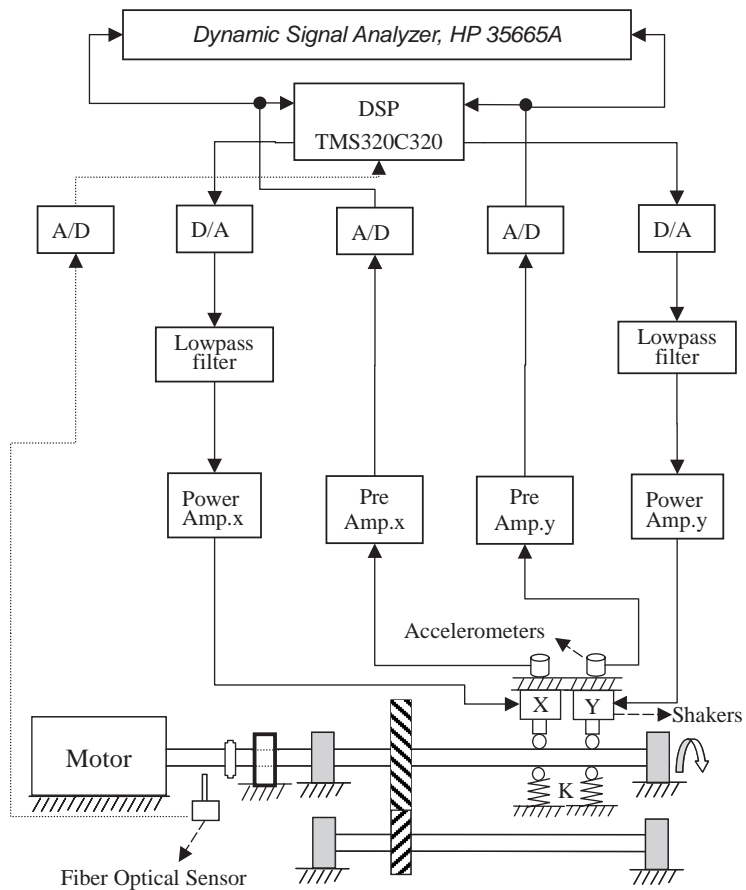 Dynamic Signal Analyzer, HP 35665A
DSP
TMS320C320
A/D
D/A
A/D
A/D
D/A
Lowpass
filter
Lowpass
filter
Power
Amp.x
Pre
Amp.x
Pre
Amp.y
Power
Amp.y
Accelerometers
X
Y
Shakers
Motor
K
Fiber Optical Sensor